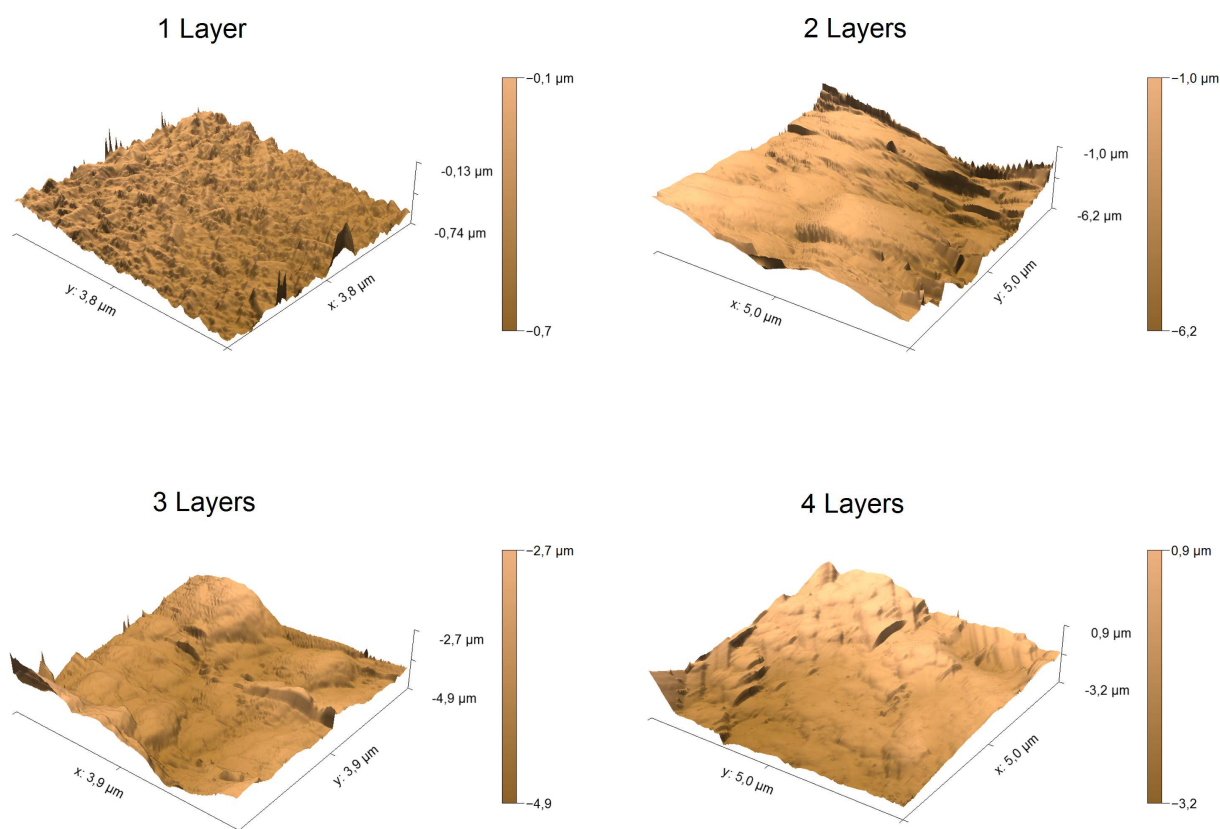 1 Layer
−0,1 µm
-0,13 µm
-0,74 µm
y: 3,8 µm
x: 3,8 µm
−0,7
2 Layers
−1,0 µm
-1,0 µm
-6,2 µm
x: 5,0 µm
y: 5,0 µm
−6,2
3 Layers
−2,7 µm
-2,7 µm
-4,9 µm
x: 3,9 µm
y: 3,9 µm
−4,9
4 Layers
0,9 µm
0,9 µm
-3,2 µm
y: 5,0 µm
x: 5,0 µm
−3,2